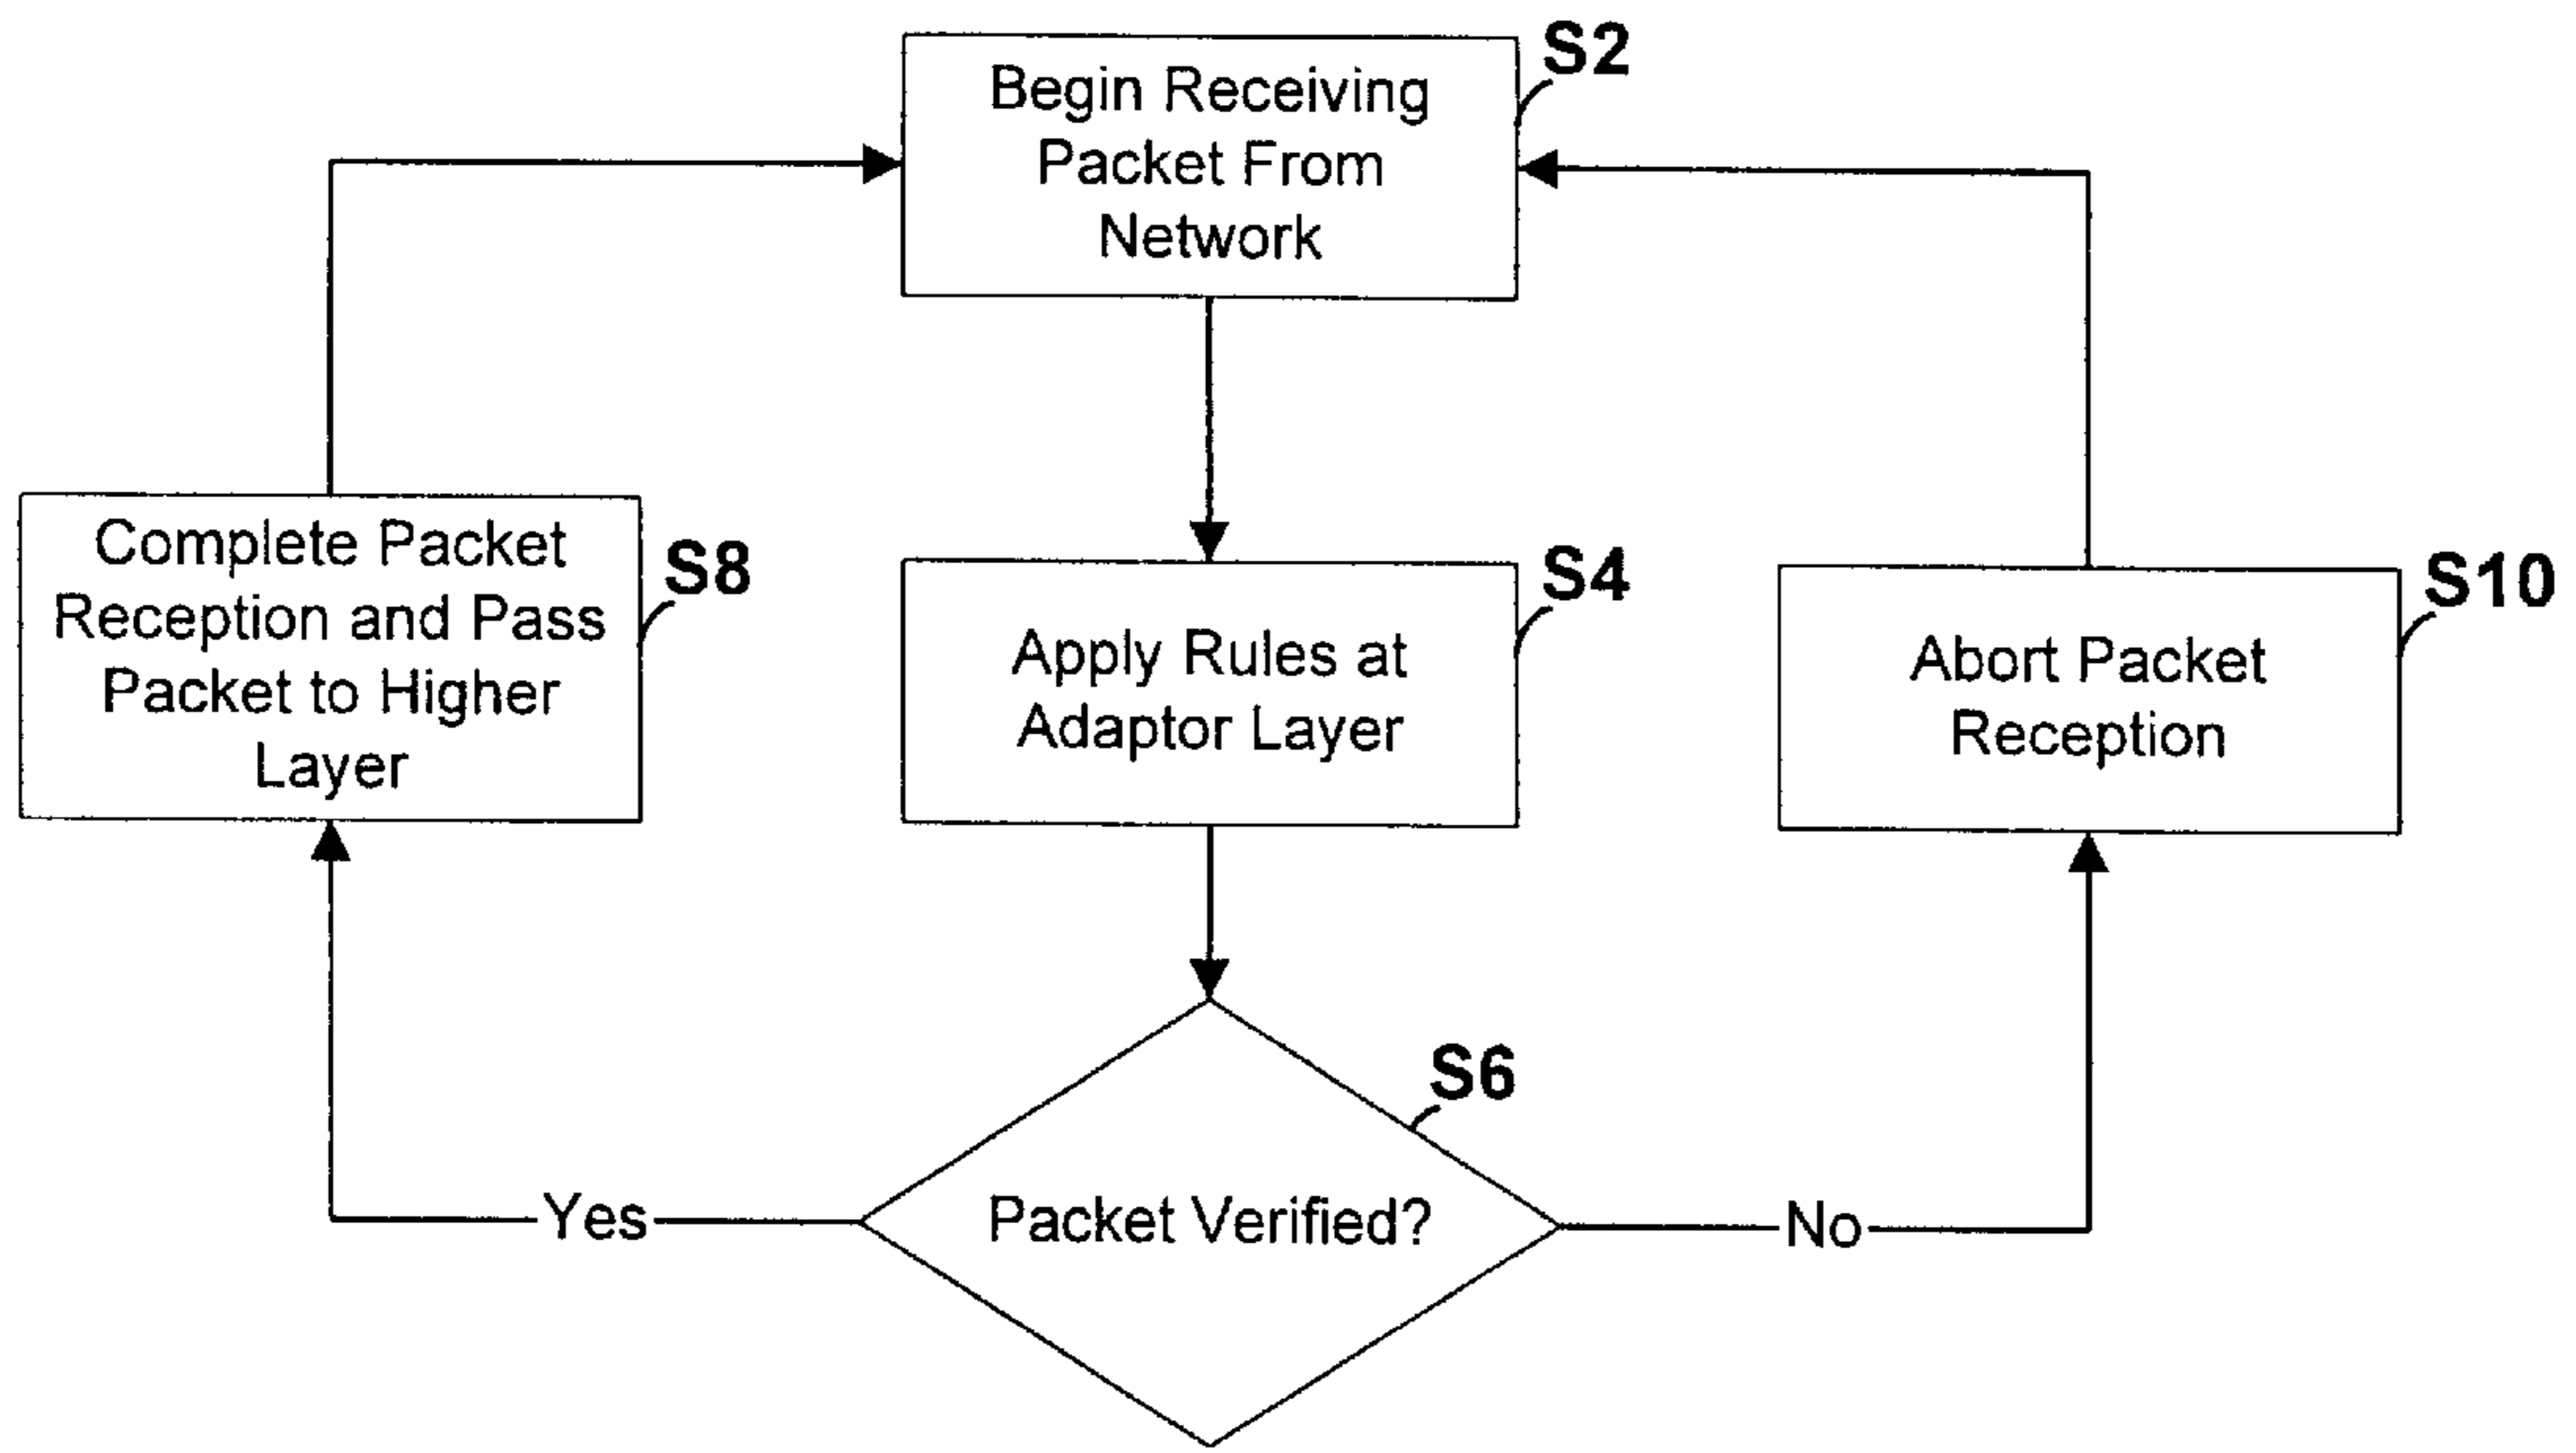 S2
Begin Receiving
Packet From
Network
Complete Packet
Reception and Pass
Packet to Higher
Layer
S8
Apply Rules at
Adaptor Layer
S4
Abort Packet
Reception
S10
S6
Packet Verified?
Yes
No